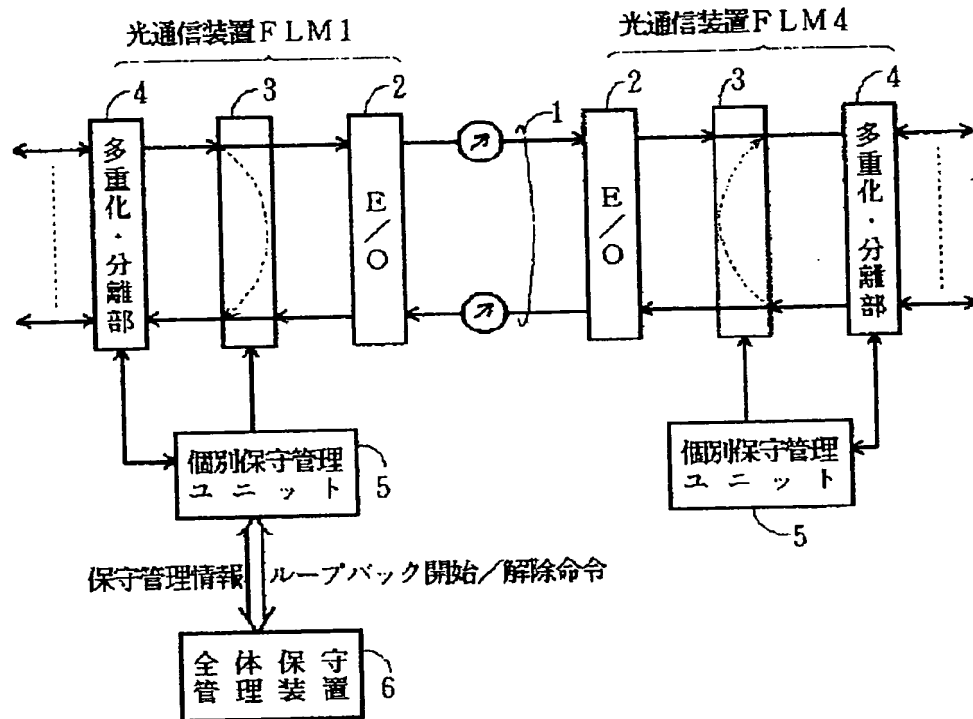 光通信装置FLM1
光通信装置FLM4
4
3
2
1
2
3
4
多重化・分離部
E/O
E/O
多重化・分離部
個別保守管理
ユニット
5
個別保守管理
ユニット
5
保守管理情報
ループバック開始/解除命令
全体保守
管理装置
6